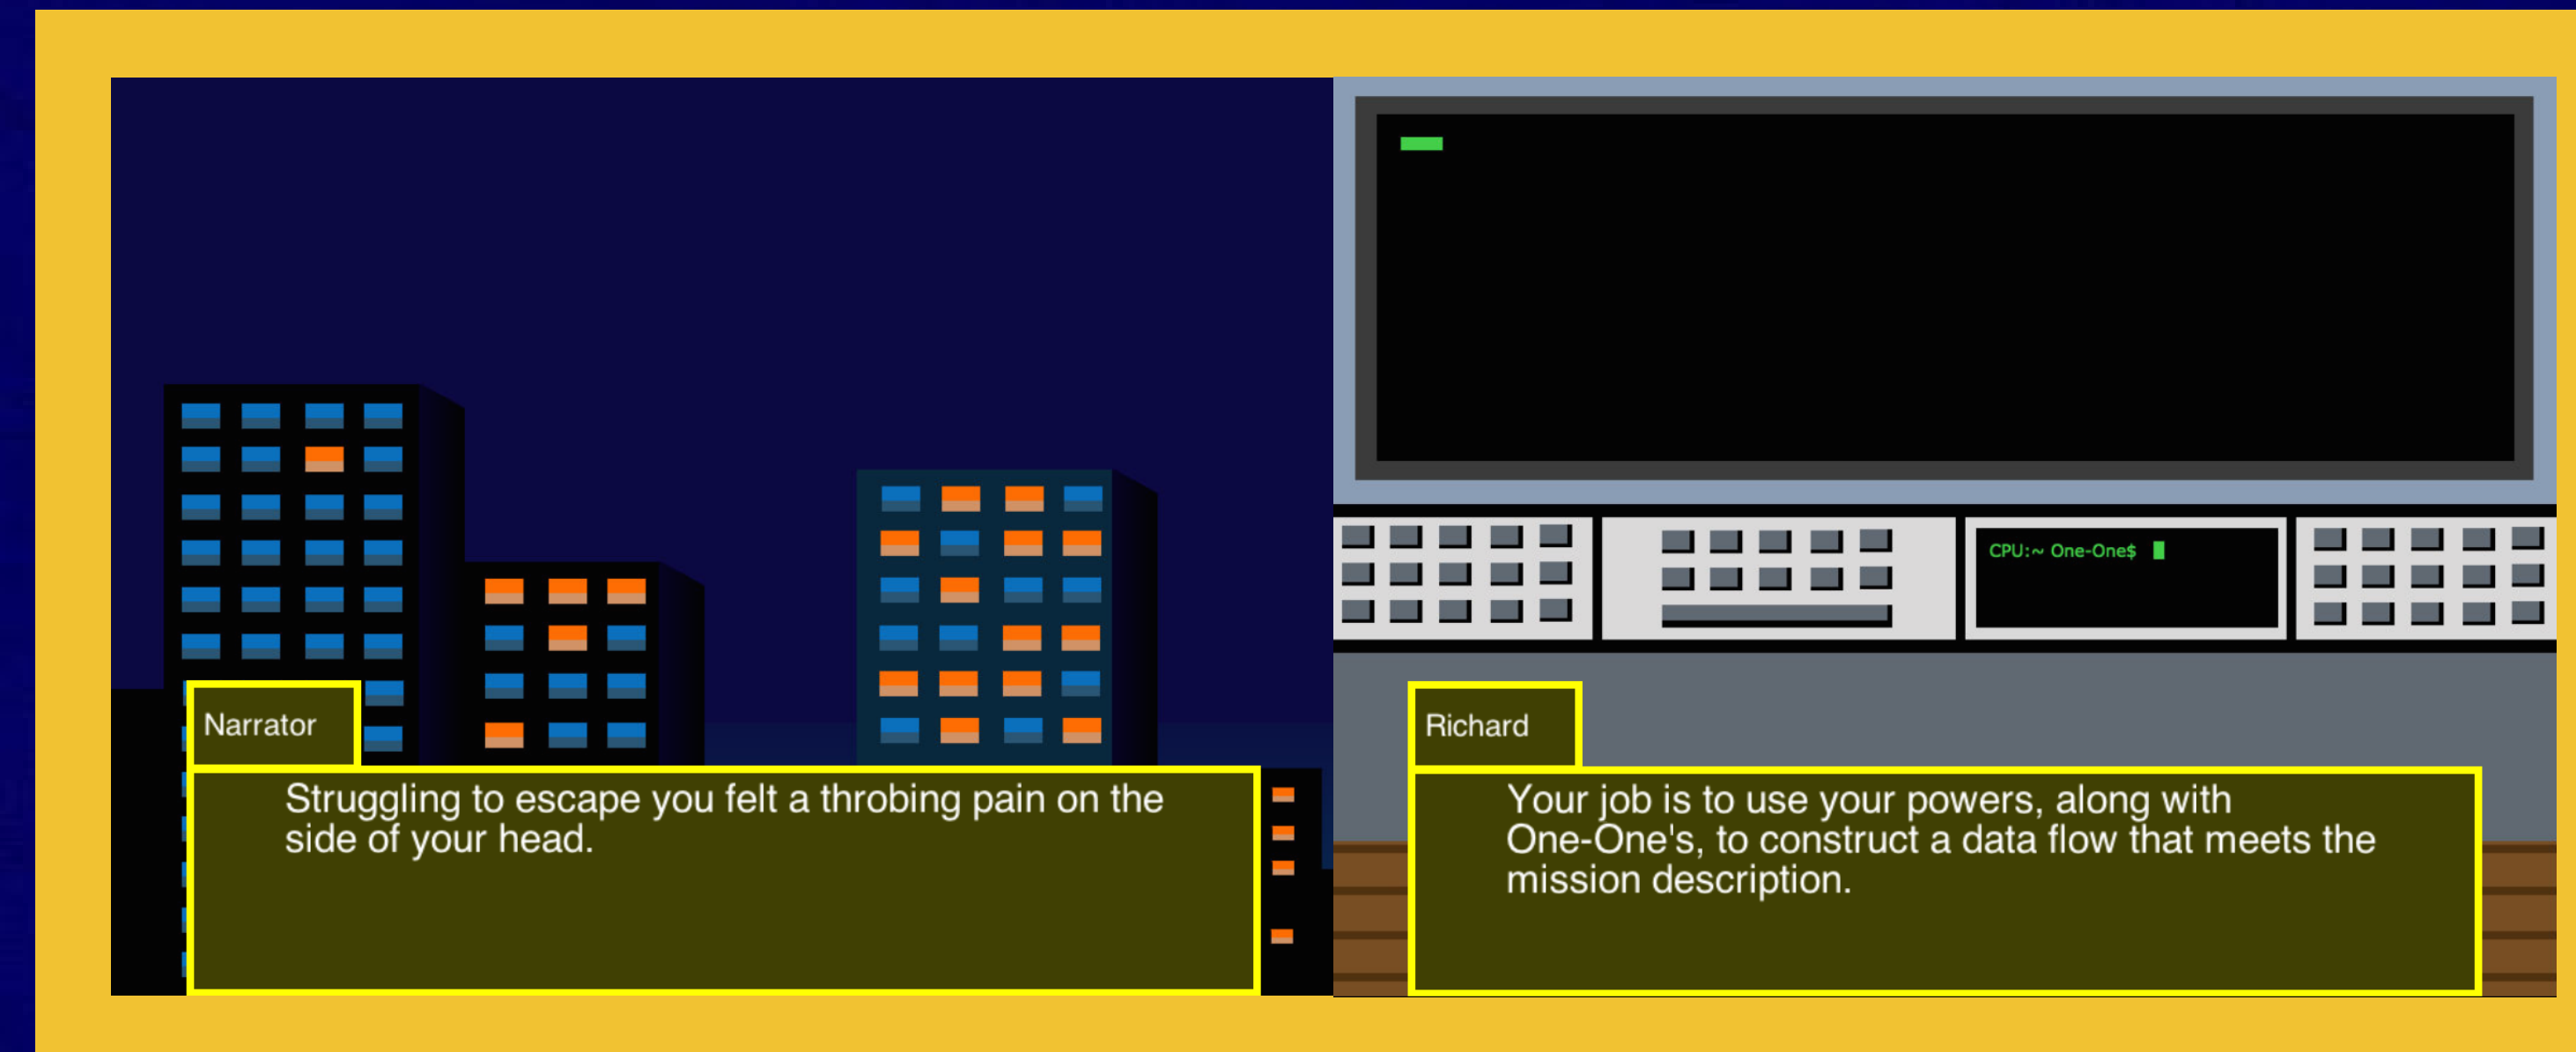 Narrator
Struggling to escape you felt a throbing pain on the
side of your head.
CPU:~ One-One$
Richard
Your job is to use your powers, along with
One-One's, to construct a data flow that meets the
mission description.